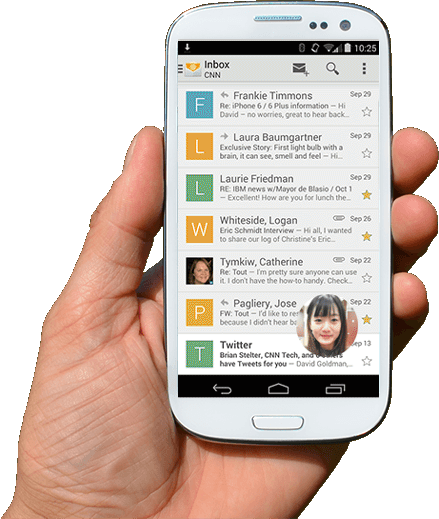 10:25
Inbox
CNN
F
Frankie Timmons
Sep 29
Re: iPhone 6 / 6 Plus information — Hi
David – no worries, great to hear back...
L
Laura Baumgartner
Sep 29
Exclusive Story: First light bulb with a
brain, it can see, smell and feel — Hi...
L
Laurie Friedman
Sep 29
RE: IBM news w/Mayor de Blasio / Oct 1
— Excellent! How are you for lunch the...
W
Whiteside, Logan
Sep 26
Eric Schmidt Interview — Hi all, I wanted
to share our log of Christine's Eric...
Tymkiw, Catherine
Sep 22
Re: Tout — I'm pretty sure anyone can use
it. I don't have the how-to handy. Check...
P
Pagliery, Jose
Sep 22
FW: Tout — I'd like to res
because I didn't hear ba
T
Twitter
Sep 13
Brian Stelter, CNN Tech, and others
have Tweets for you — David Goldman,...